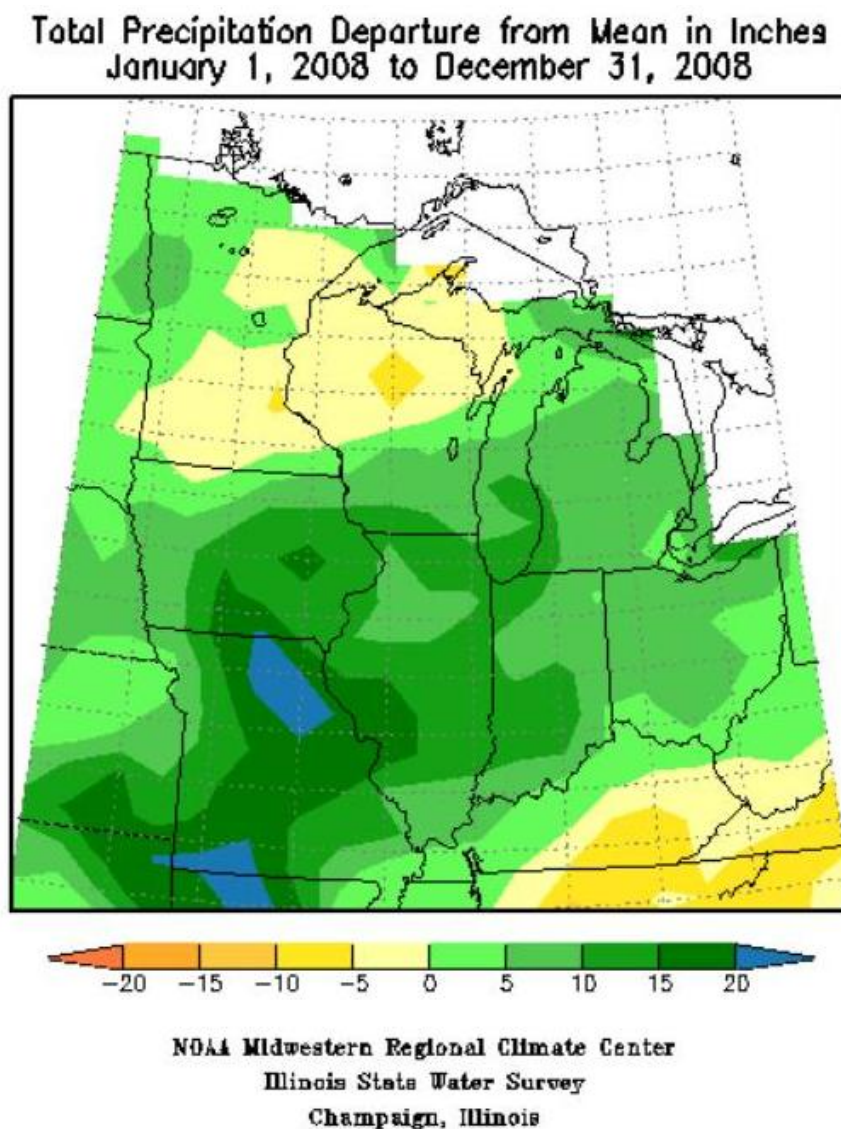 Total Precipitation Departure from Mean in Inches
January 1, 2008 to December 31, 2008
-20 -15 -10 -5 0 5 10 15 20
NOAA Midwestern Regional Climate Center
Illinois State Water Survey
Champaign, Illinois